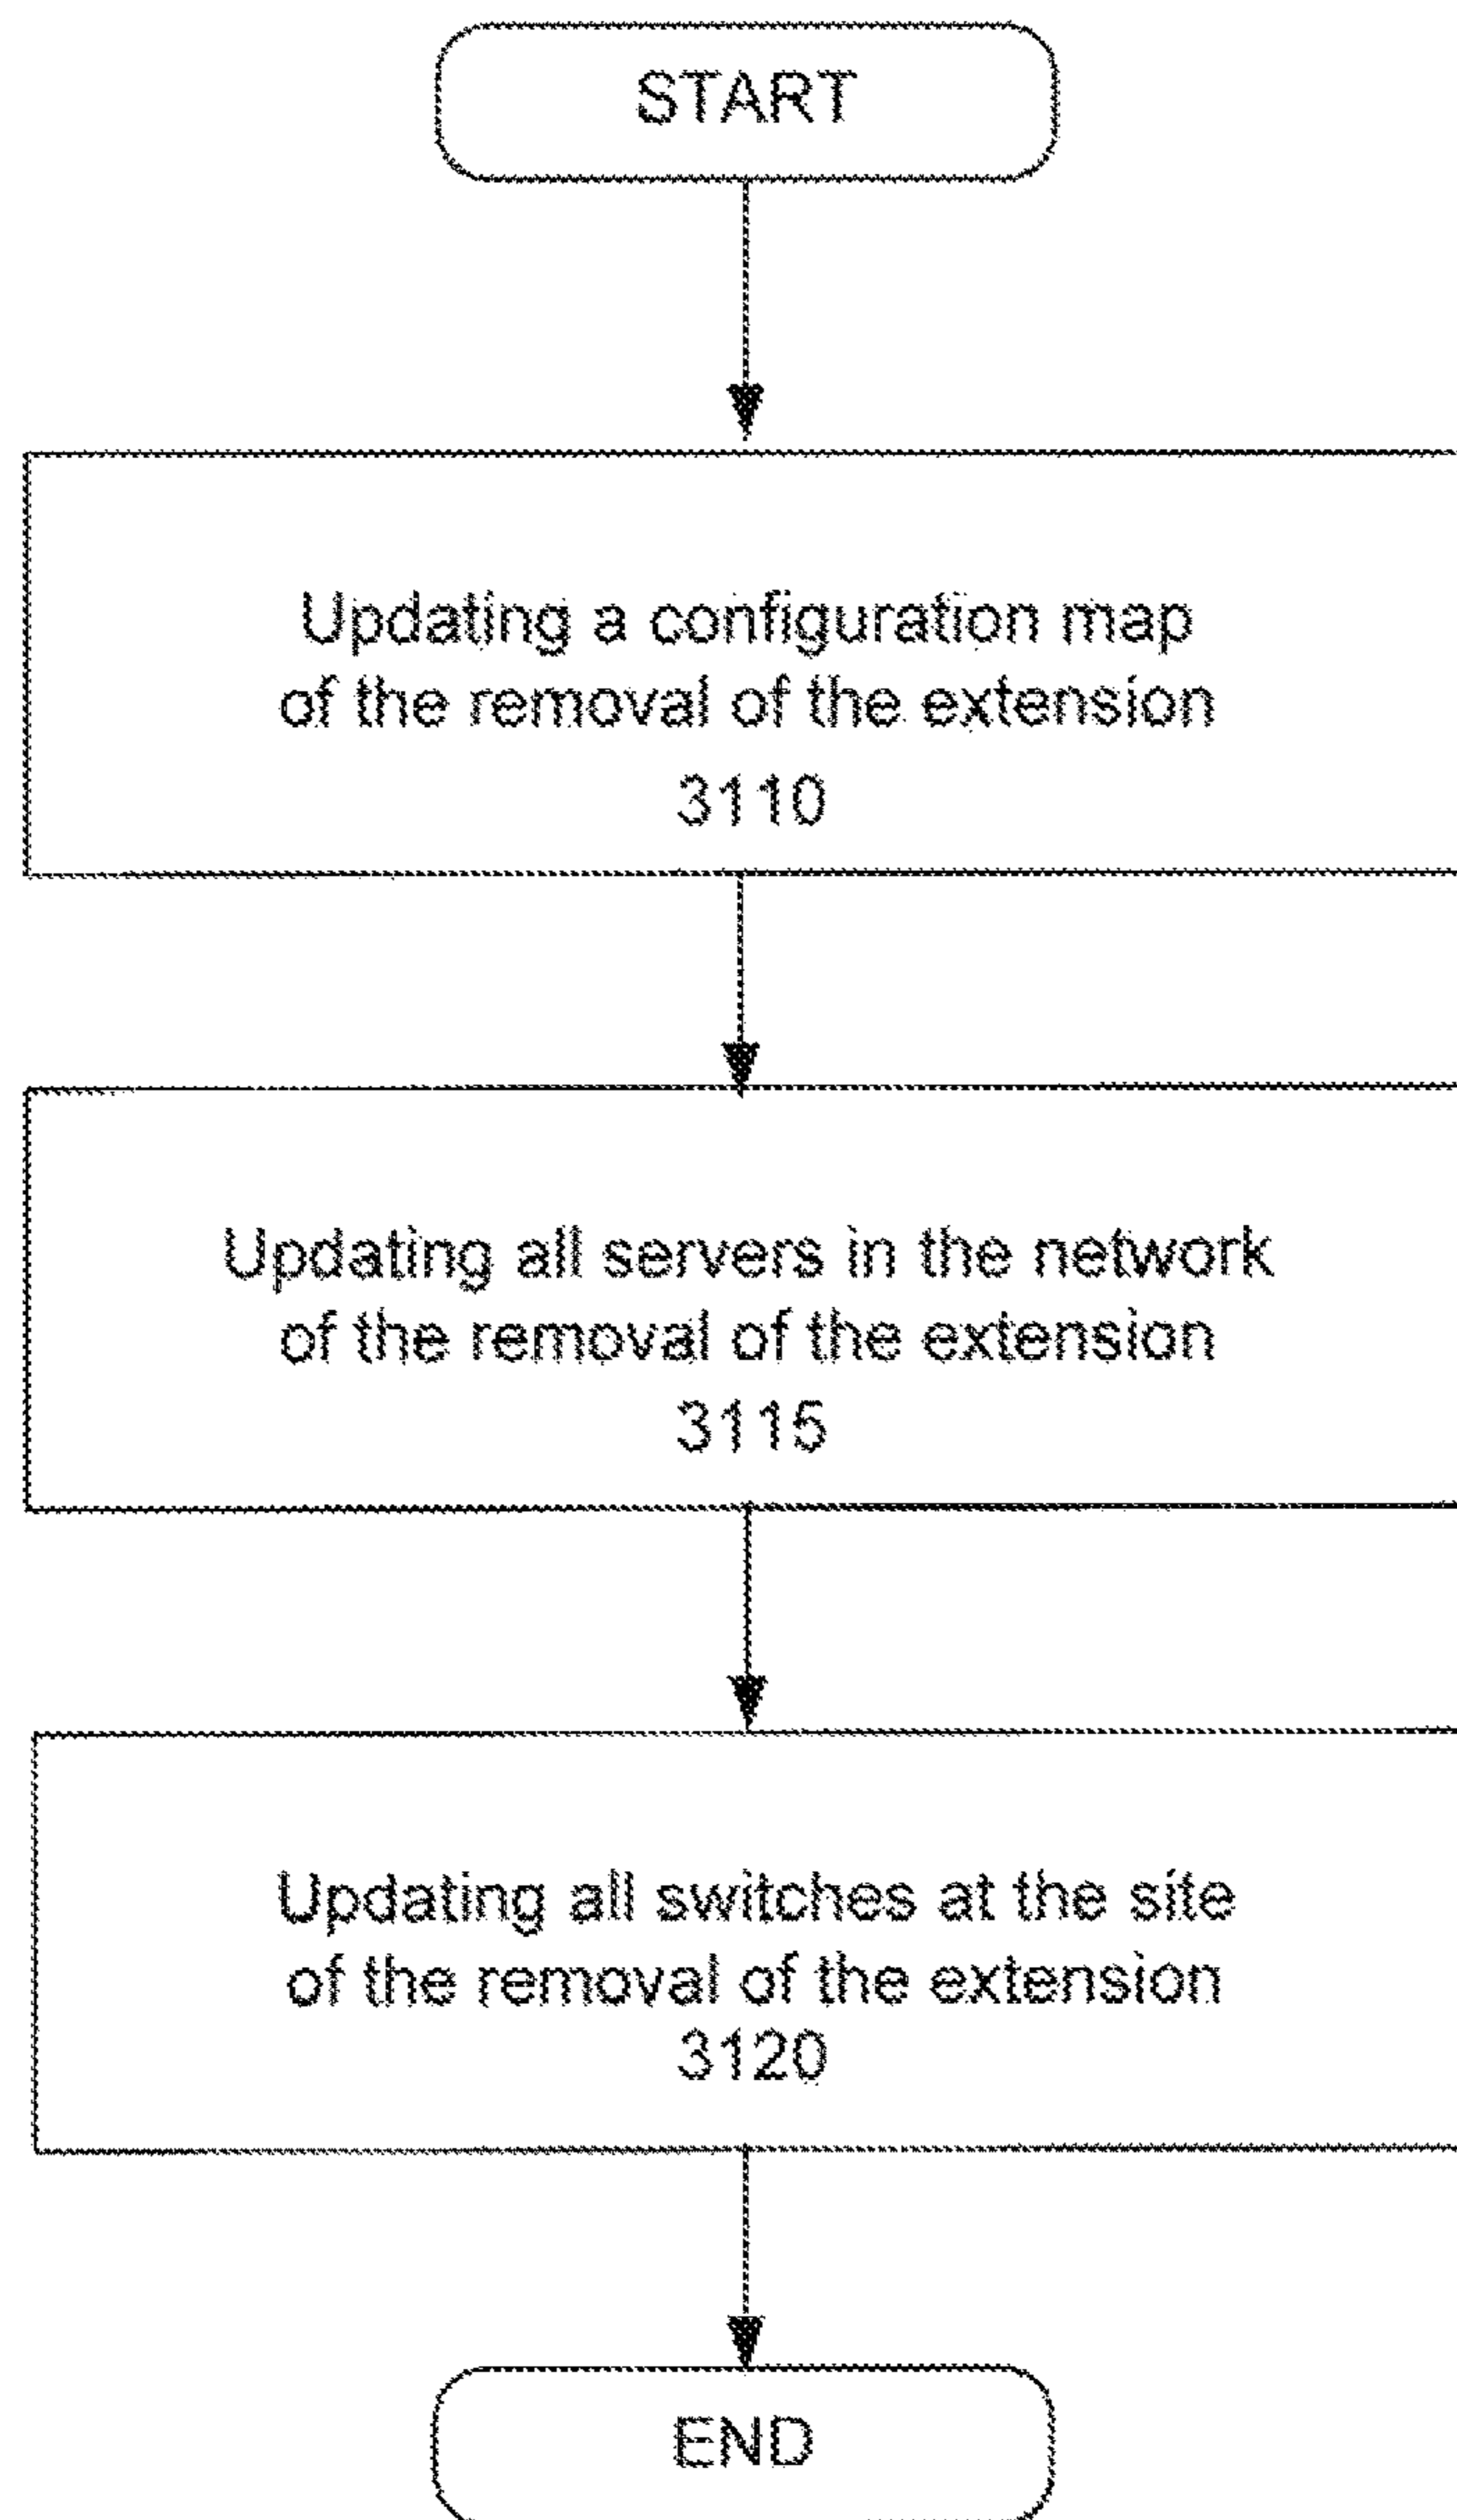 START
Updating a configuration map
of the removal of the extension
3110
Updating all servers in the network
of the removal of the extension
3115
Updating all switches at the site
of the removal of the extension
3120
END